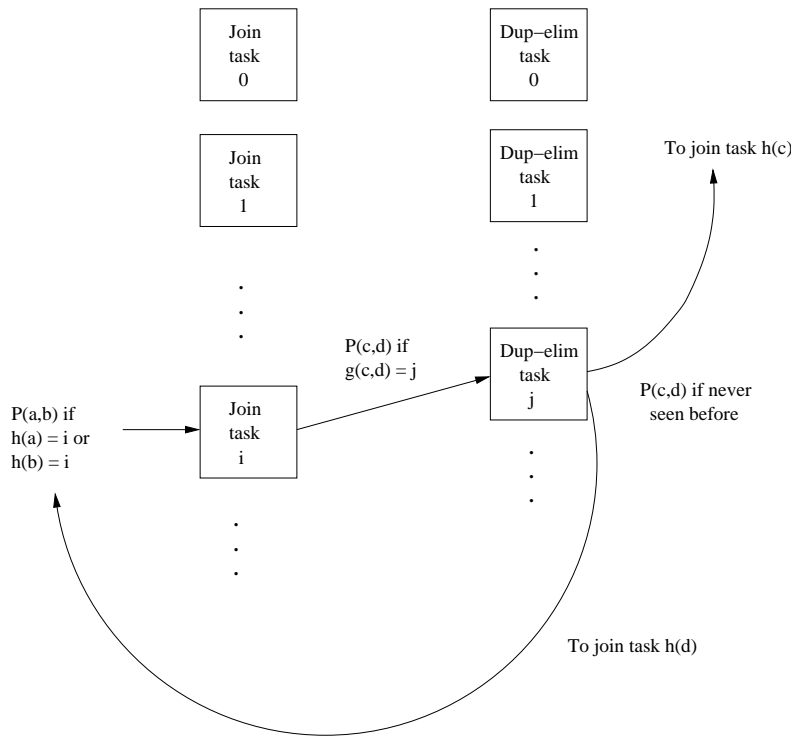 Join
task
0
Dup−elim
task
0
Join
task
1
Dup−elim
task
1
To join task h(c)
P(c,d) if
g(c,d) = j
Dup−elim
task
j
P(a,b) if
h(a) = i or
h(b) = i
Join
task
i
P(c,d) if never
seen before
To join task h(d)